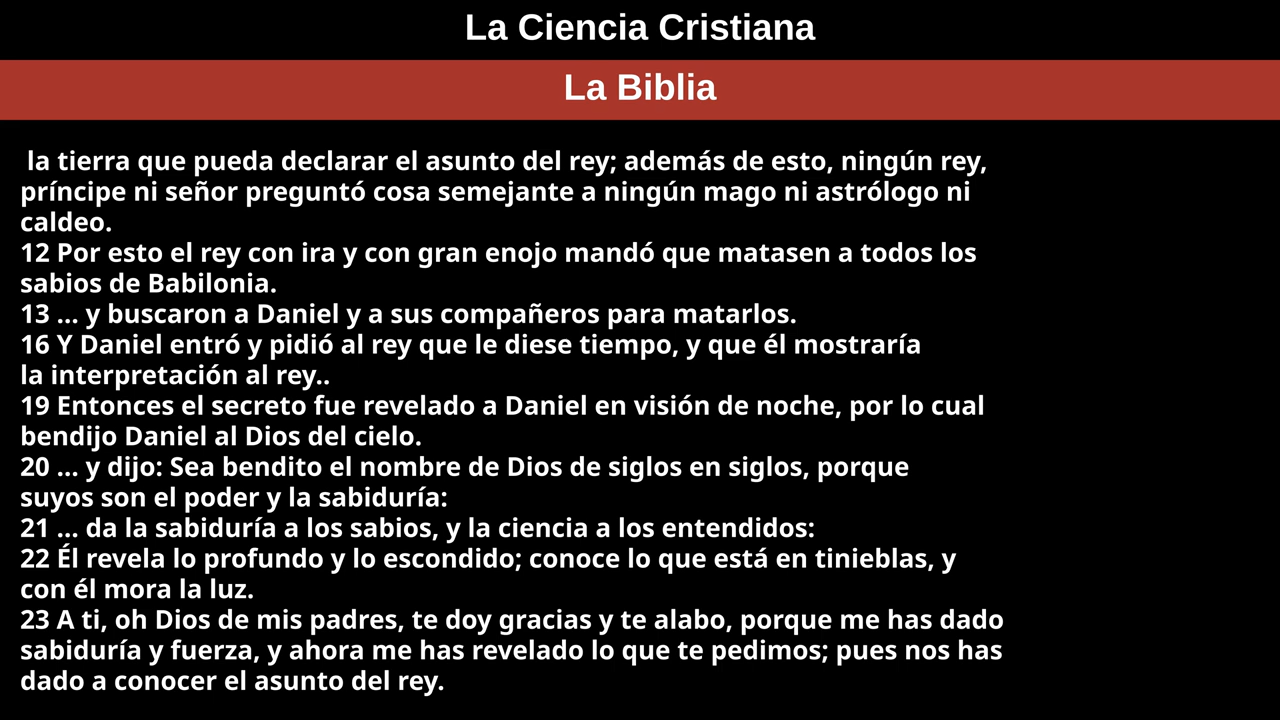 La Ciencia Cristiana
La Biblia
la tierra que pueda declarar el asunto del rey; además de esto, ningún rey,
príncipe ni señor preguntó cosa semejante a ningún mago ni astrólogo ni
caldeo.
12 Por esto el rey con ira y con gran enojo mandó que matasen a todos los
sabios de Babilonia.
13 ... y buscaron a Daniel y a sus compañeros para matarlos.
16 Y Daniel entró y pidió al rey que le diese tiempo, y que él mostraría
la interpretación al rey..
19 Entonces el secreto fue revelado a Daniel en visión de noche, por lo cual
bendijo Daniel al Dios del cielo.
20 ... y dijo: Sea bendito el nombre de Dios de siglos en siglos, porque
suyos son el poder y la sabiduría:
21 ... da la sabiduría a los sabios, y la ciencia a los entendidos:
22 Él revela lo profundo y lo escondido; conoce lo que está en tinieblas, y
con él mora la luz.
23 A ti, oh Dios de mis padres, te doy gracias y te alabo, porque me has dado
sabiduría y fuerza, y ahora me has revelado lo que te pedimos; pues nos has
dado a conocer el asunto del rey.